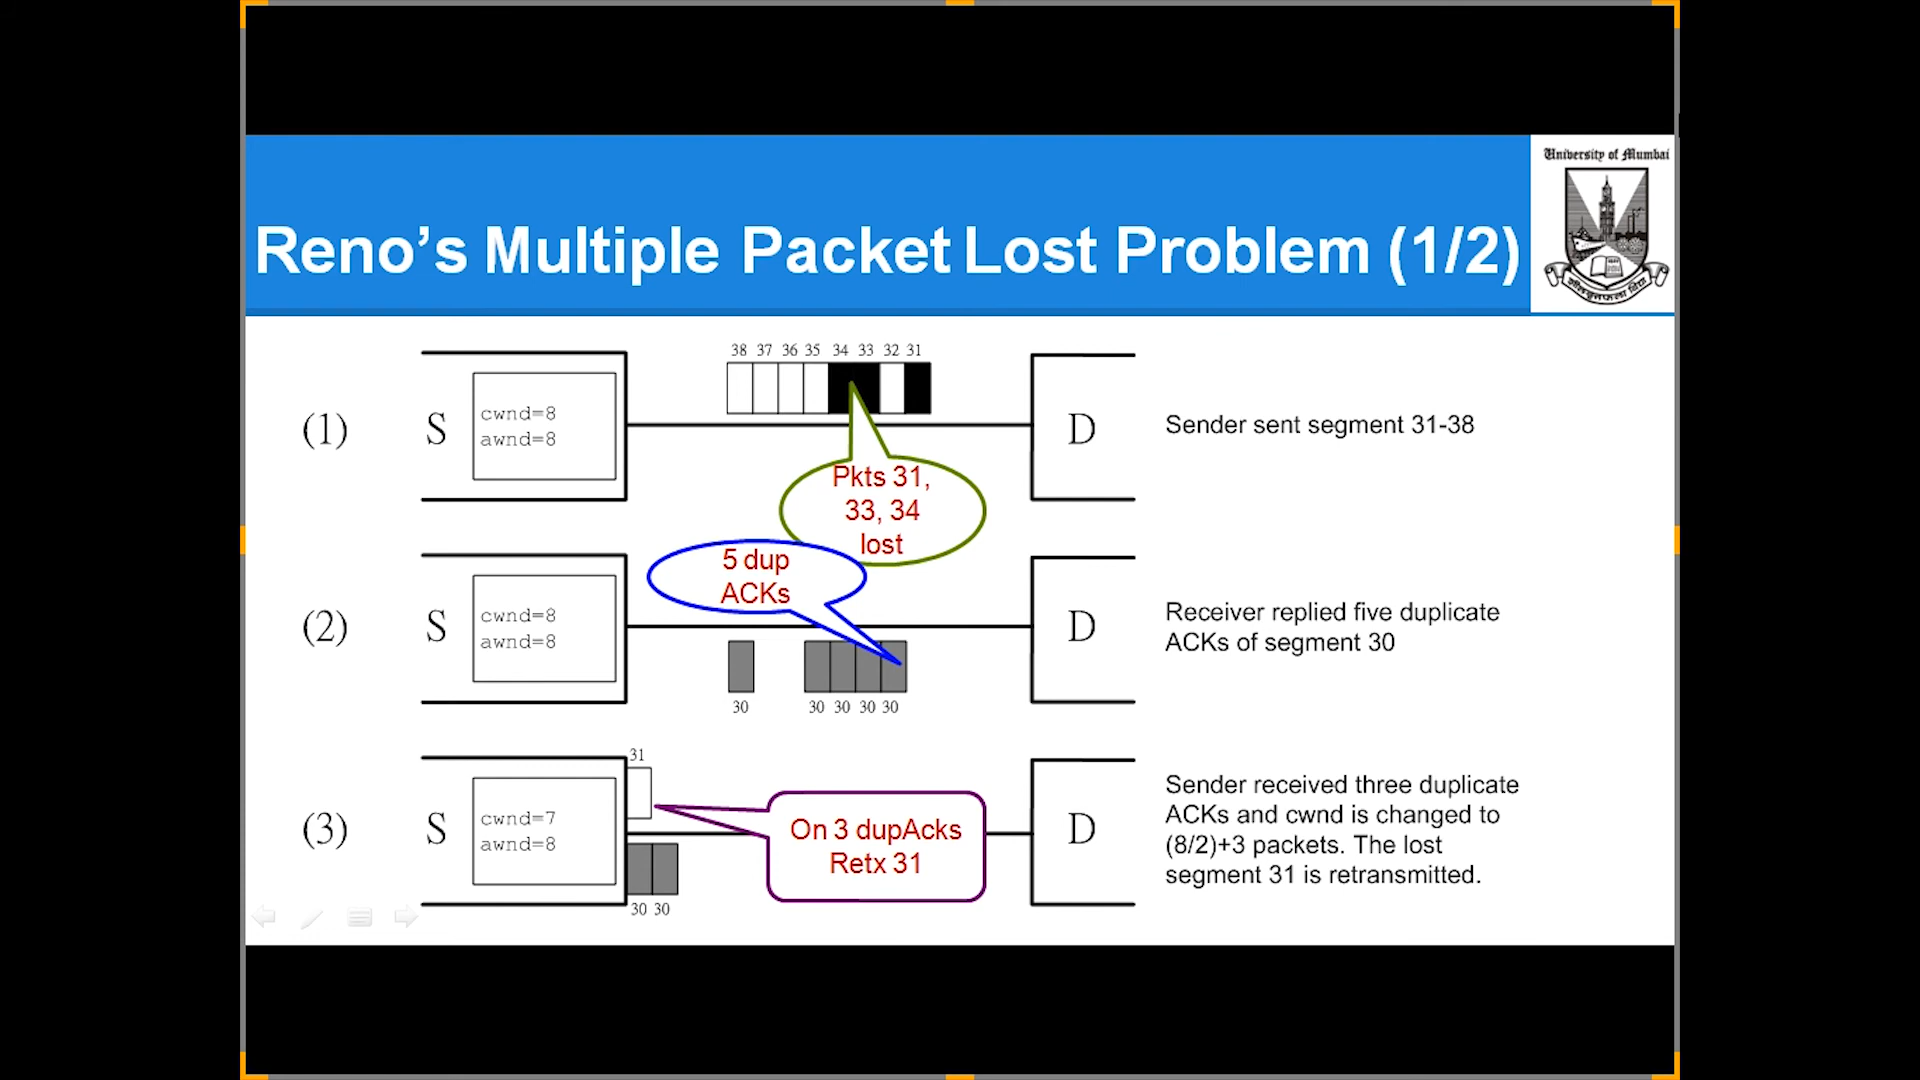 University of Mumbai
Reno's Multiple Packet Lost Problem (1/2)
38 37 36 35 34 33 32 31
(1)
S
cwnd=8
awnd=8
D
Sender sent segment 31-38
Pkts 31,
33, 34
lost
5 dup
ACKs
(2)
S
cwnd=8
awnd=8
D
Receiver replied five duplicate
ACKs of segment 30
30 30 30 30 30
31
(3)
S
cwnd=7
awnd=8
On 3 dupAcks
Retx 31
D
Sender received three duplicate
ACKs and cwnd is changed to
(8/2)+3 packets. The lost
segment 31 is retransmitted.
30 30